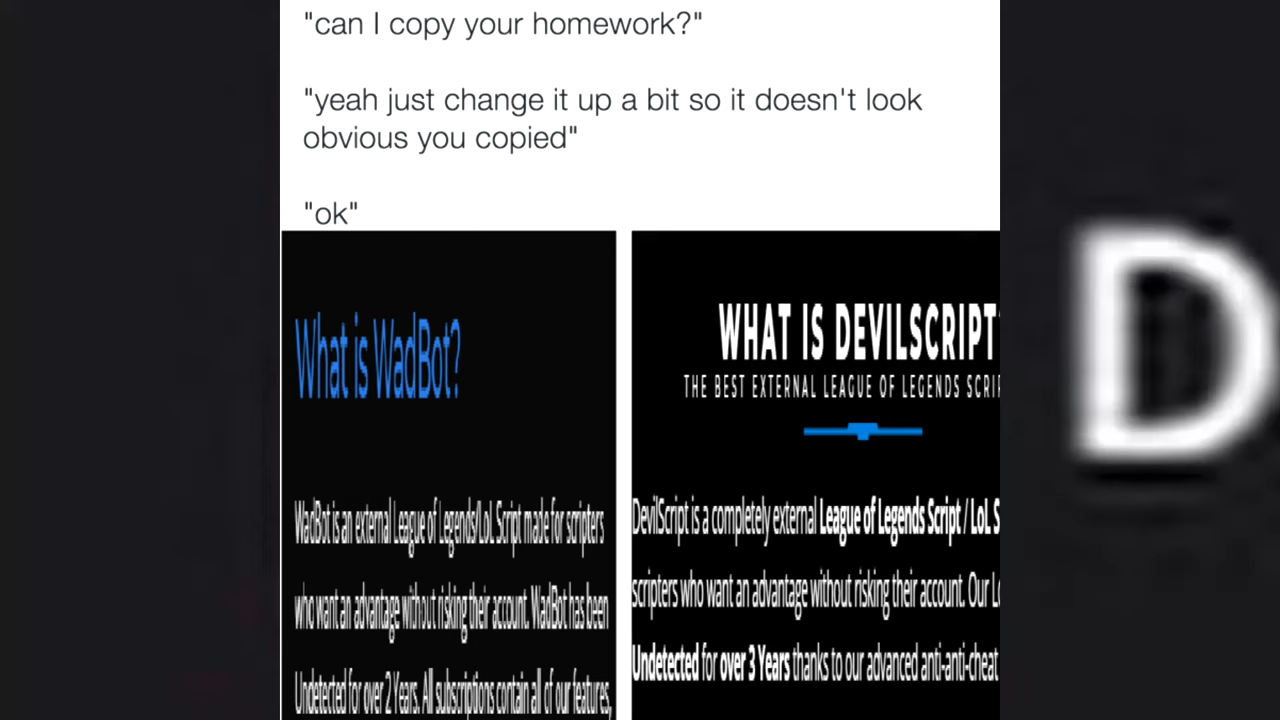 "can I copy your homework?"
"yeah just change it up a bit so it doesn't look
obvious you copied"
"ok"
What is WadBot?
WadBot is an external League of Legends/LoL Script made for scripters
who want an advantage without risking their account. WadBot has been
Undetected for over 2 Years. All subscriptions contain all of our features,
WHAT IS DEVILSCRIPT?
THE BEST EXTERNAL LEAGUE OF LEGENDS SCRI
DevilScript is a completely external League of Legends Script / LoL S
scripters who want an advantage without risking their account. Our Lo
Undetected for over 3 Years thanks to our advanced anti-anti-cheat
D